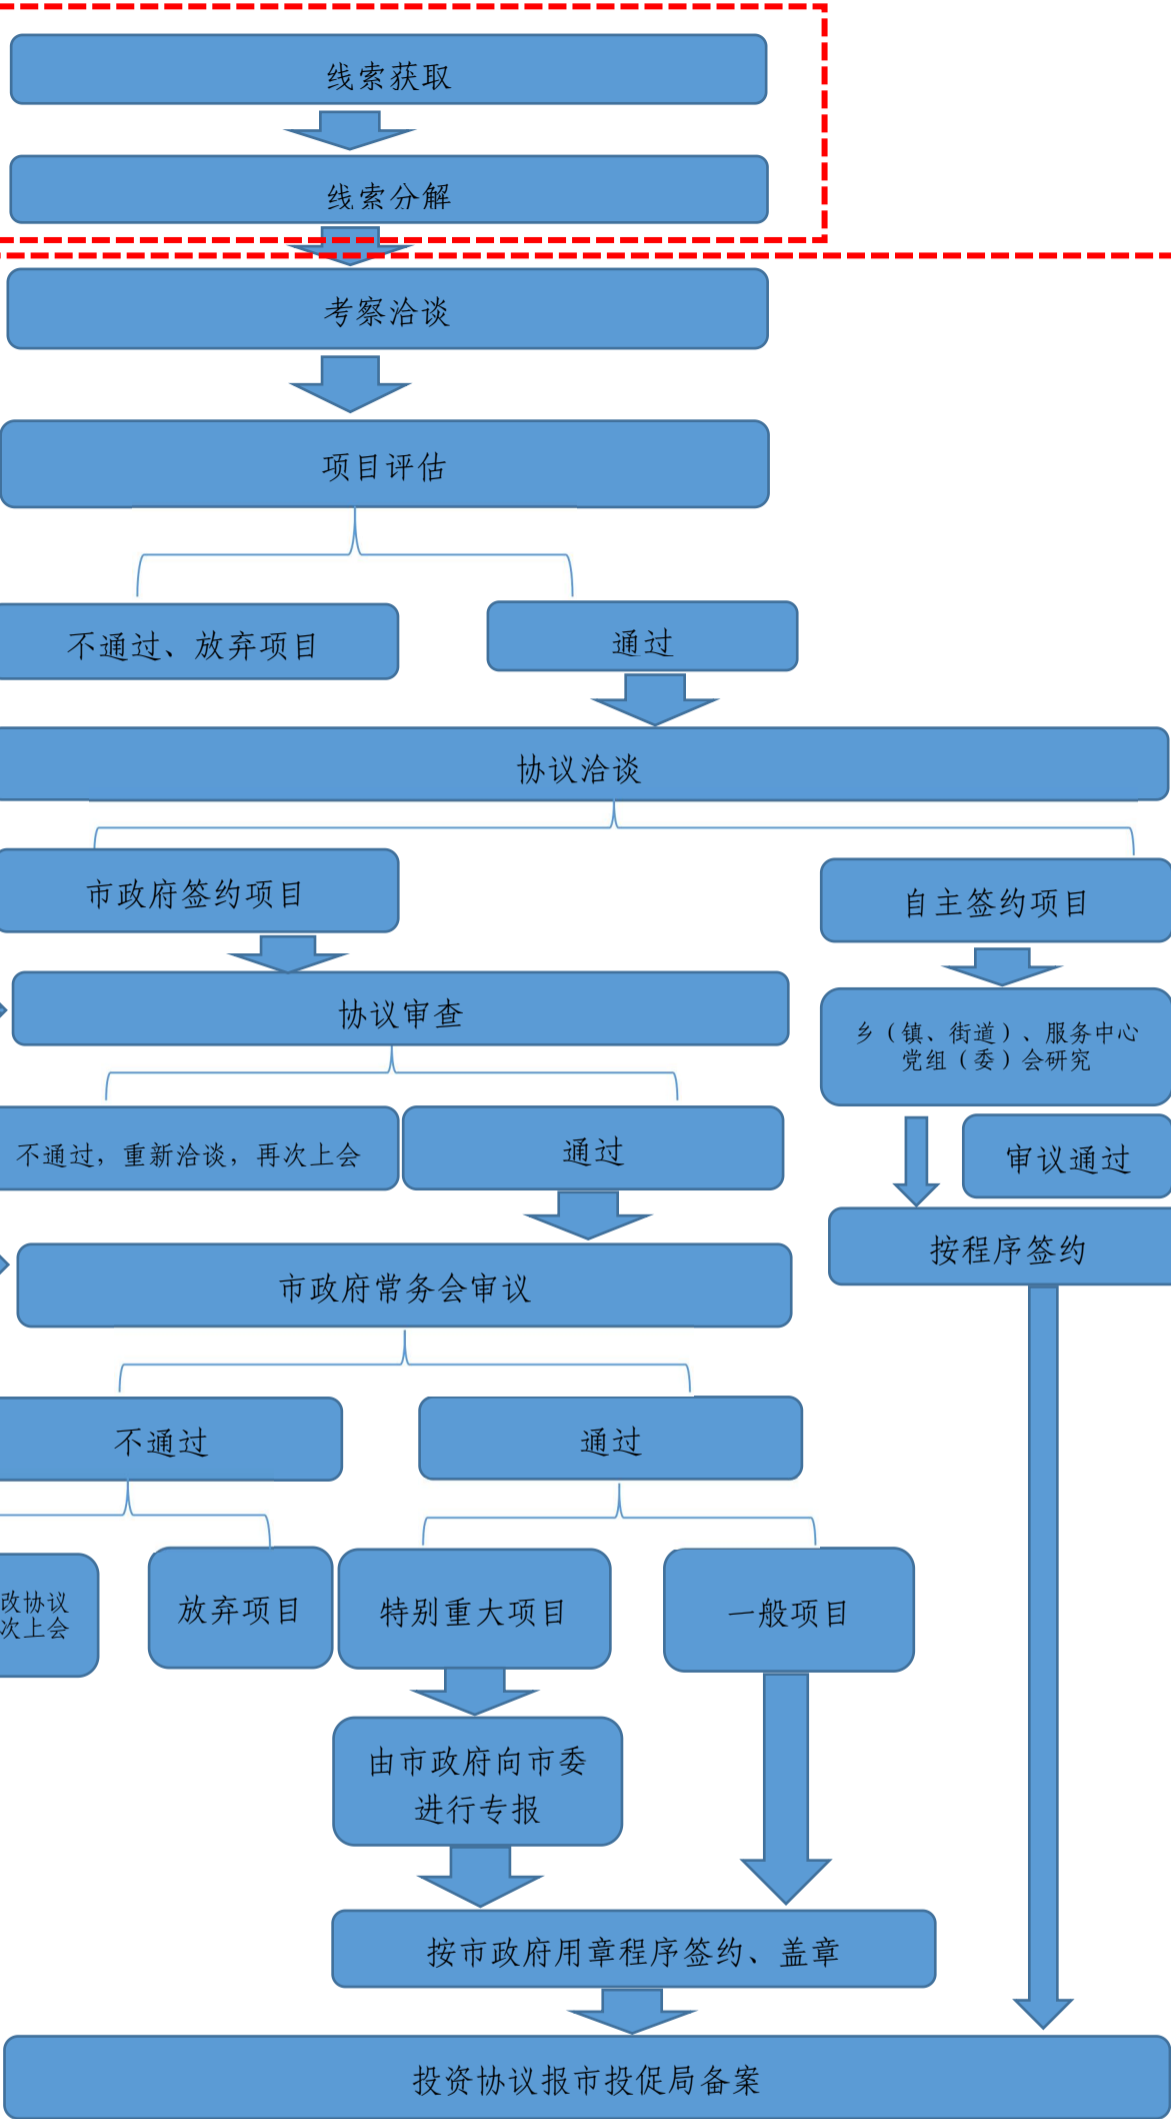 线索获取
线索分解
考察洽谈
项目评估
不通过、放弃项目
通过
协议洽谈
市政府签约项目
自主签约项目
协议审查
乡（镇、街道）、服务中心
党组（委）会研究
不通过，重新洽谈，再次上会
通过
审议通过
按程序签约
市政府常务会审议
不通过
通过
改协议
次上会
放弃项目
特别重大项目
一般项目
由市政府向市委
进行专报
按市政府用章程序签约、盖章
投资协议报市投促局备案